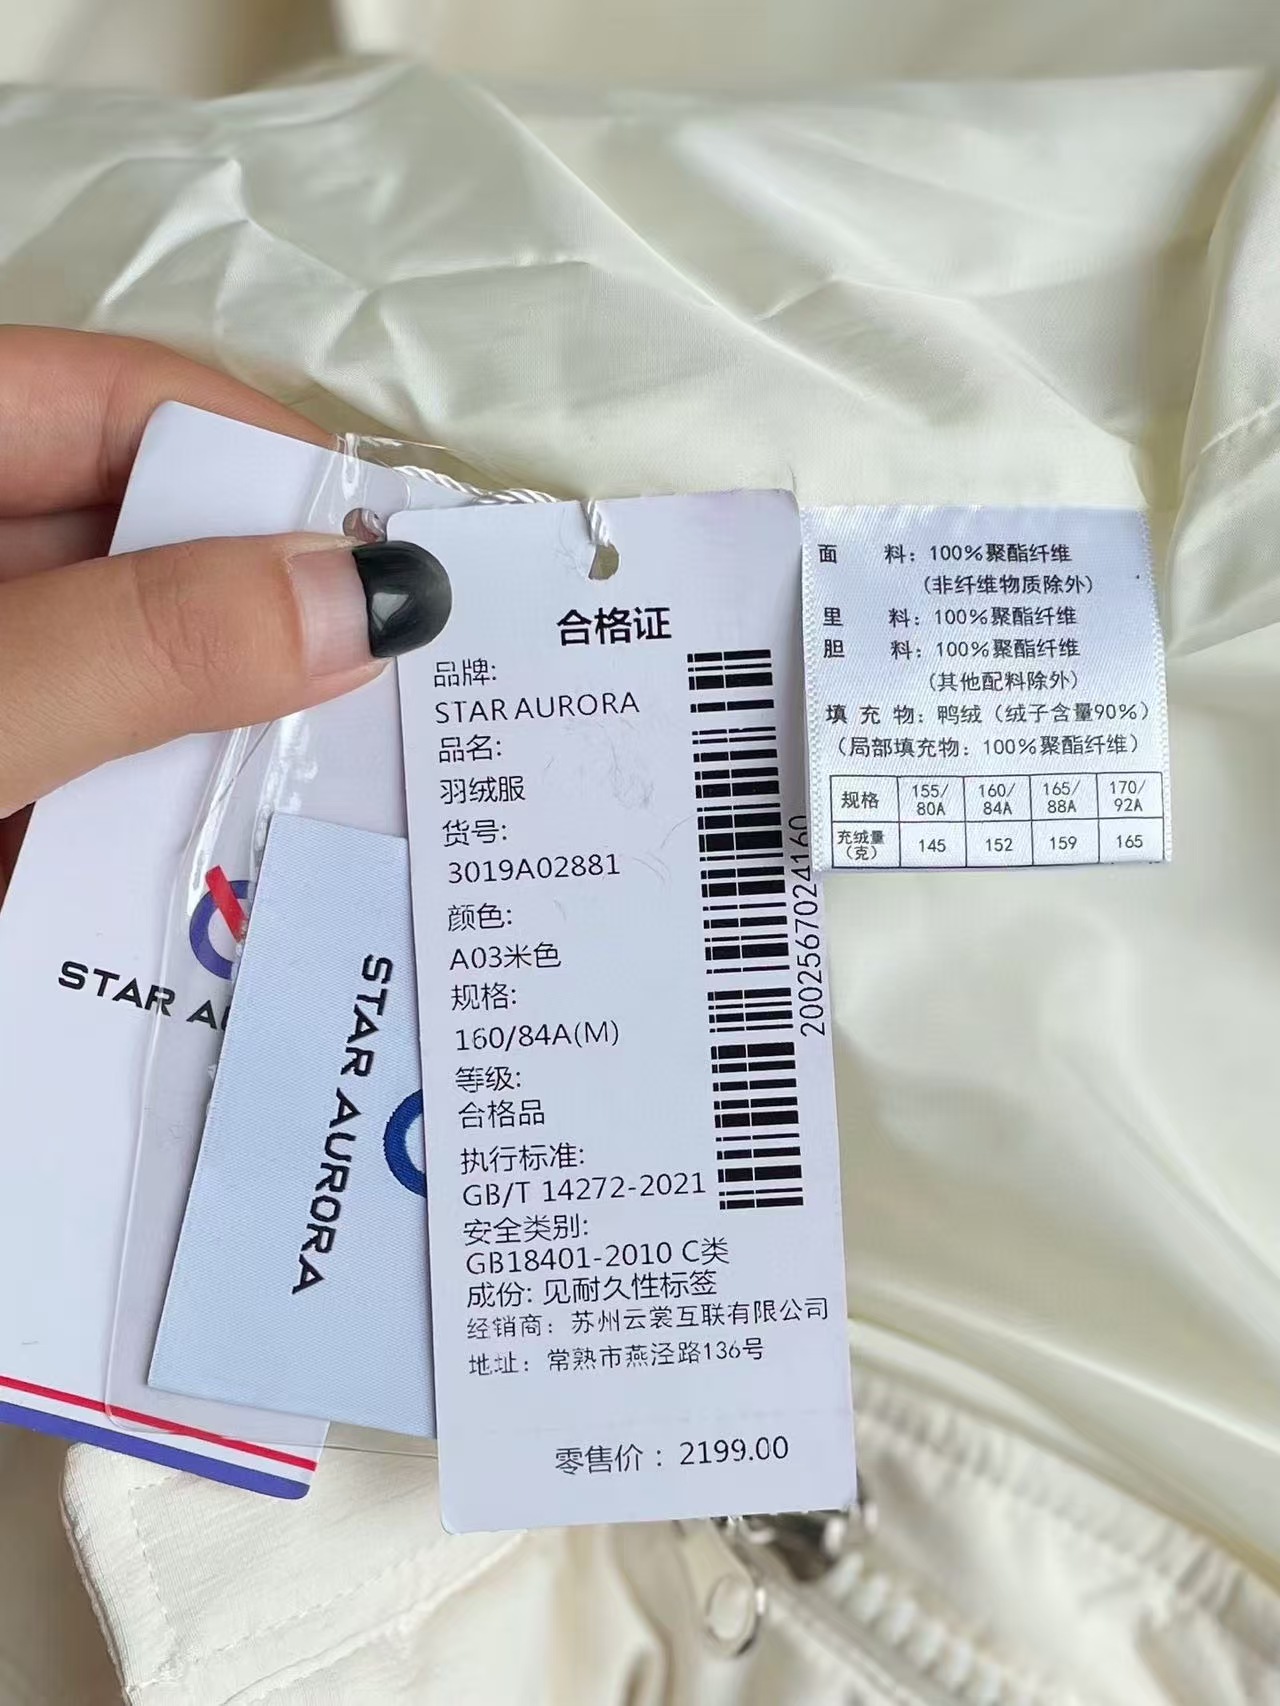 合格证
品牌:
STAR AURORA
品名:
羽绒服
货号:
3019A02881
颜色:
A03米色
规格:
160/84A(M)
等级:
合格品
执行标准:
GB/T 14272-2021
安全类别:
GB18401-2010 C类
成份: 见耐久性标签
经销商: 苏州云裳互联有限公司
地址: 常熟市燕泾路136号
零售价: 2199.00
2002567024160
面 料: 100%聚酯纤维
(非纤维物质除外)
里 料: 100%聚酯纤维
胆 料: 100%聚酯纤维
(其他配料除外)
填 充 物: 鸭绒 (绒子含量90%)
(局部填充物: 100%聚酯纤维)
规格 155/80A 160/84A 165/88A 170/92A
充绒量(克) 145 152 159 165
STAR AU
STAR AURORA